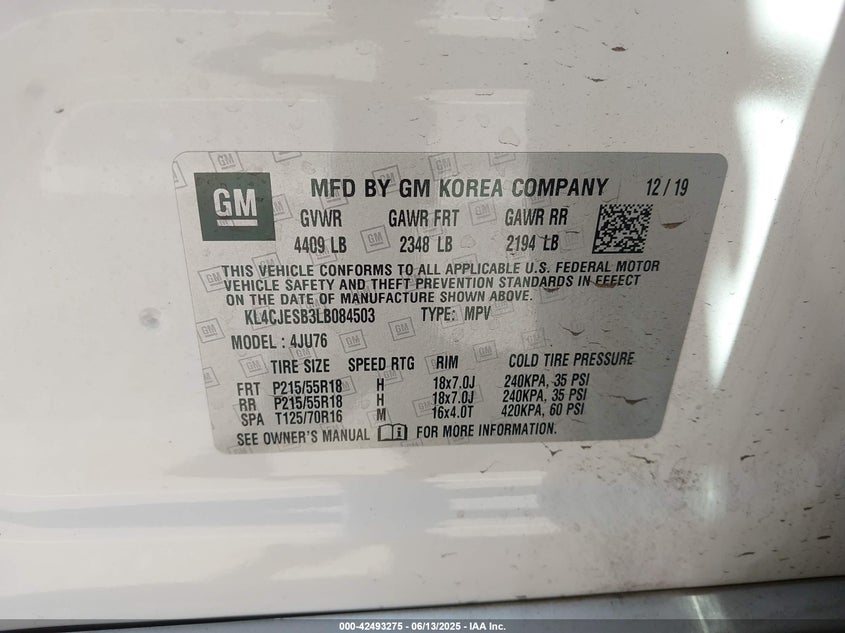 GM MFD BY GM KOREA COMPANY 12 / 19
GVWR GAWR FRT GAWR RR
4409 LB 2348 LB 2194 LB
THIS VEHICLE CONFORMS TO ALL APPLICABLE U.S. FEDERAL MOTOR
VEHICLE SAFETY AND THEFT PREVENTION STANDARDS IN EFFECT
ON THE DATE OF MANUFACTURE SHOWN ABOVE.
KL4CJESB3LB084503 TYPE: MPV
MODEL : 4JU76
TIRE SIZE SPEED RTG RIM COLD TIRE PRESSURE
FRT P215/55R18 H 18x7.0J 240KPA, 35 PSI
RR P215/55R18 H 18x7.0J 240KPA, 35 PSI
SPA T125/70R16 M 16x4.0T 420KPA, 60 PSI
SEE OWNER'S MANUAL FOR MORE INFORMATION.
000-42493275 - 06/13/2025 - IAA Inc.